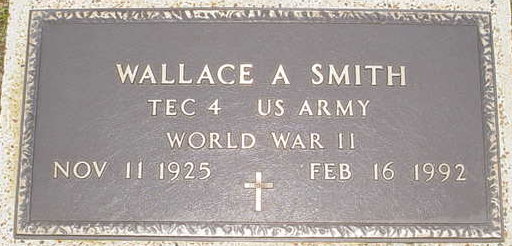 WALLACE A SMITH
TEC 4 US ARMY
WORLD WAR II
NOV 11 1925 FEB 16 1992